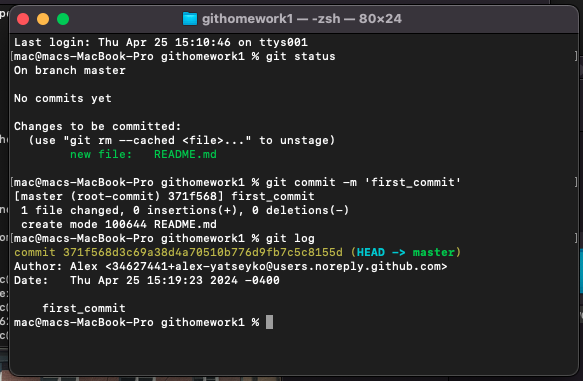 githomework1 — -zsh — 80×24
Last login: Thu Apr 25 15:10:46 on ttys001
[mac@macs-MacBook-Pro githomework1 % git status ]
On branch master
No commits yet
Changes to be committed:
(use "git rm --cached <file>..." to unstage)
new file: README.md
[mac@macs-MacBook-Pro githomework1 % git commit -m 'first_commit' ]
[master (root-commit) 371f568] first_commit
1 file changed, 0 insertions(+), 0 deletions(-)
create mode 100644 README.md
[mac@macs-MacBook-Pro githomework1 % git log ]
commit 371f568d3c69a38d4a70510b776d9fb7c5c8155d (HEAD -> master)
Author: Alex <34627441+alex-yatseyko@users.noreply.github.com>
Date: Thu Apr 25 15:19:23 2024 -0400
first_commit
mac@macs-MacBook-Pro githomework1 %